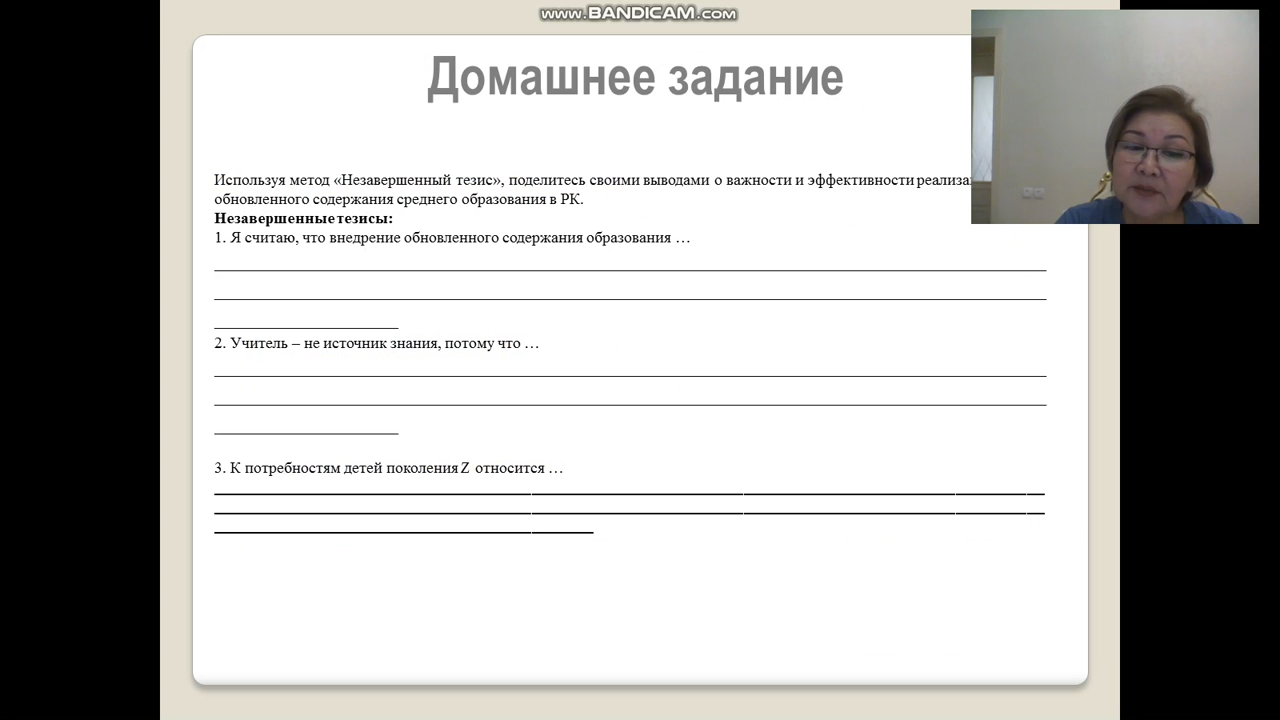 www.BANDICAM.com
Домашнее задание
Используя метод «Незавершенный тезис», поделитесь своими выводами о важности и эффективности
обновленного содержания среднего образования в РК.
Незавершенные тезисы:
1. Я считаю, что внедрение обновленного содержания образования …
2. Учитель – не источник знания, потому что …
3. К потребностям детей поколения Z относится …